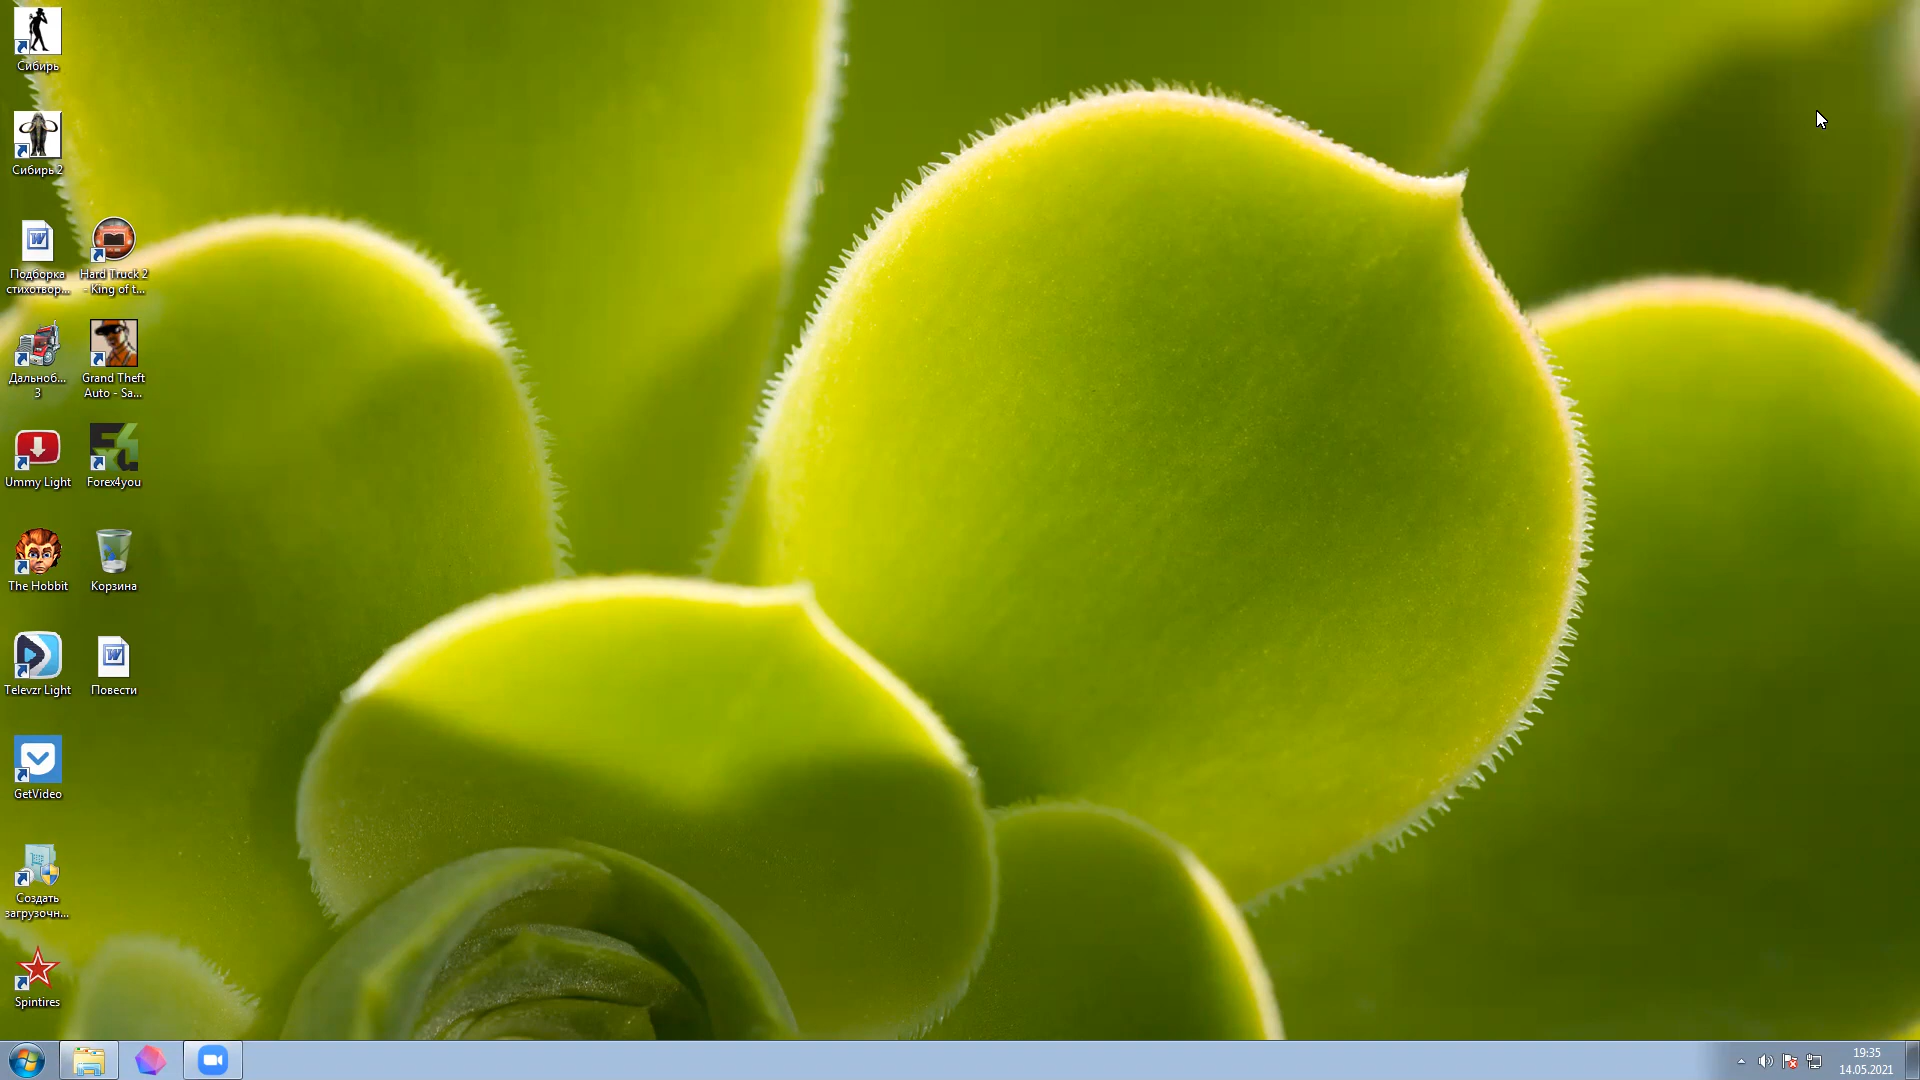 Сибирь
Сибирь 2
Подборка
стихотвор...
Hard Truck 2
- King of t...
Дальноб...
3
Grand Theft
Auto - Sa...
Ummy Light
Forex4you
The Hobbit
Корзина
Televzr Light
Повести
GetVideo
Создать
загрузочн...
Spintires
19:35
14.05.2021